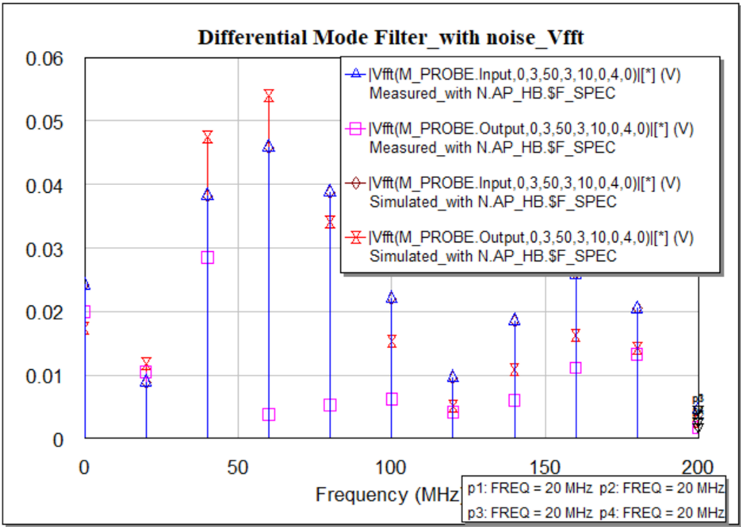 Differential Mode Filter_with noise_Vfft
0.06
0.05
0.04
0.03
0.02
0.01
0
|Vfft(M_PROBE.Input,0,3,50,3,10,0,4,0)|[*] (V)
Measured_with N.AP_HB.$F_SPEC
|Vfft(M_PROBE.Output,0,3,50,3,10,0,4,0)|[*] (V)
Measured_with N.AP_HB.$F_SPEC
|Vfft(M_PROBE.Input,0,3,50,3,10,0,4,0)|[*] (V)
Simulated_with N.AP_HB.$F_SPEC
|Vfft(M_PROBE.Output,0,3,50,3,10,0,4,0)|[*] (V)
Simulated_with N.AP_HB.$F_SPEC
p3
0 50 100 150 200
Frequency (MHz)
p1: FREQ = 20 MHz p2: FREQ = 20 MHz
p3: FREQ = 20 MHz p4: FREQ = 20 MHz